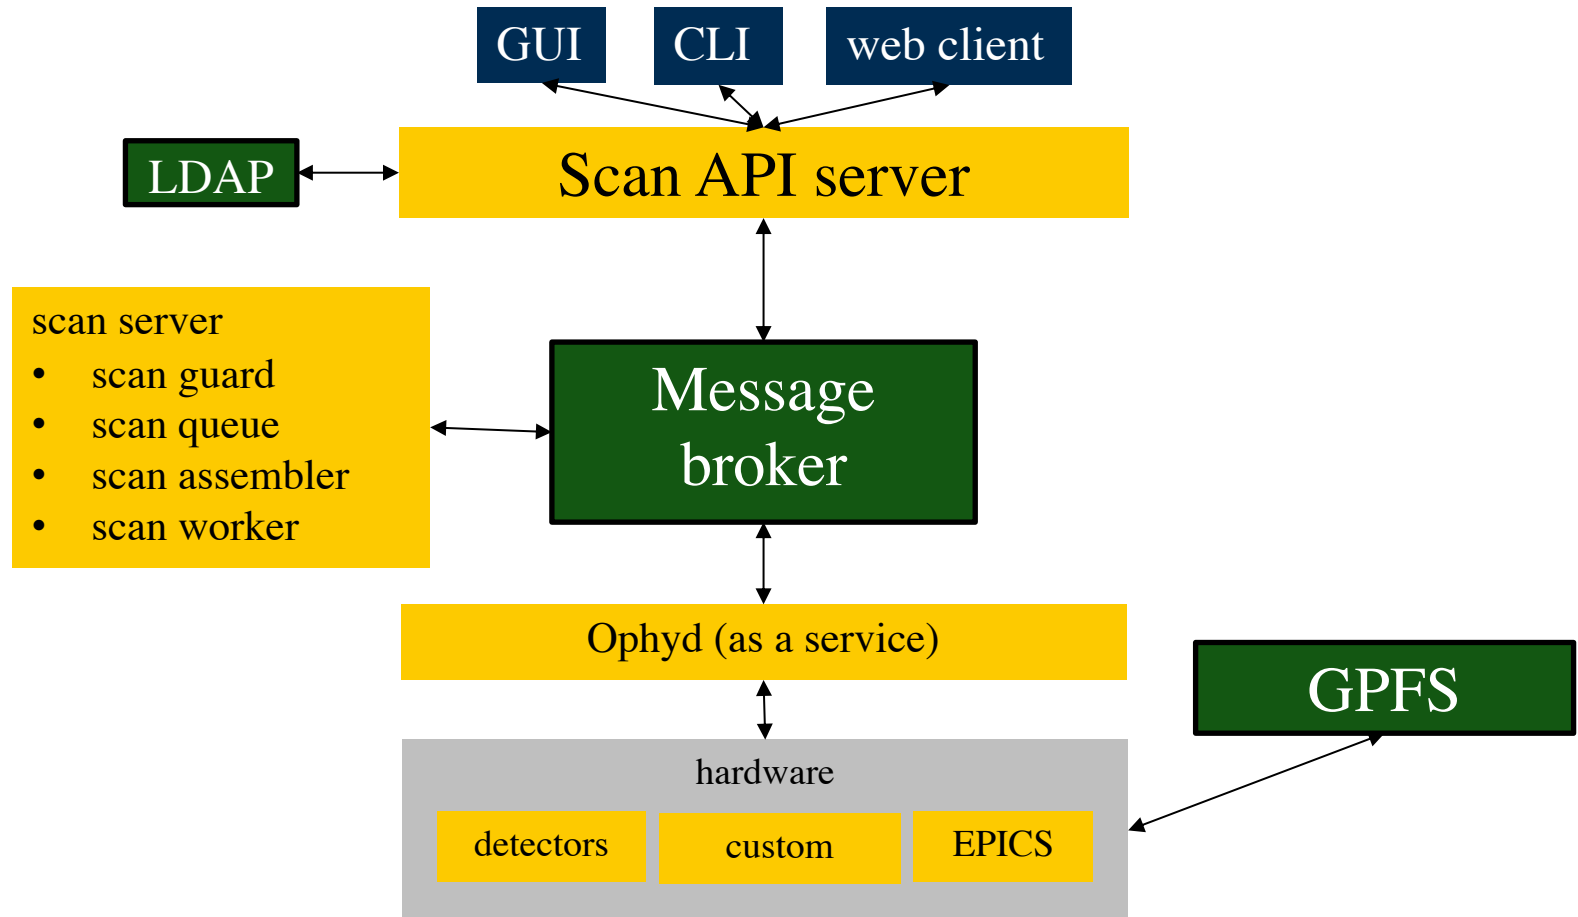 GUI
CLI
web client
LDAP
Scan API server
scan server
• scan guard
• scan queue
• scan assembler
• scan worker
Message
broker
Ophyd (as a service)
GPFS
hardware
detectors
custom
EPICS